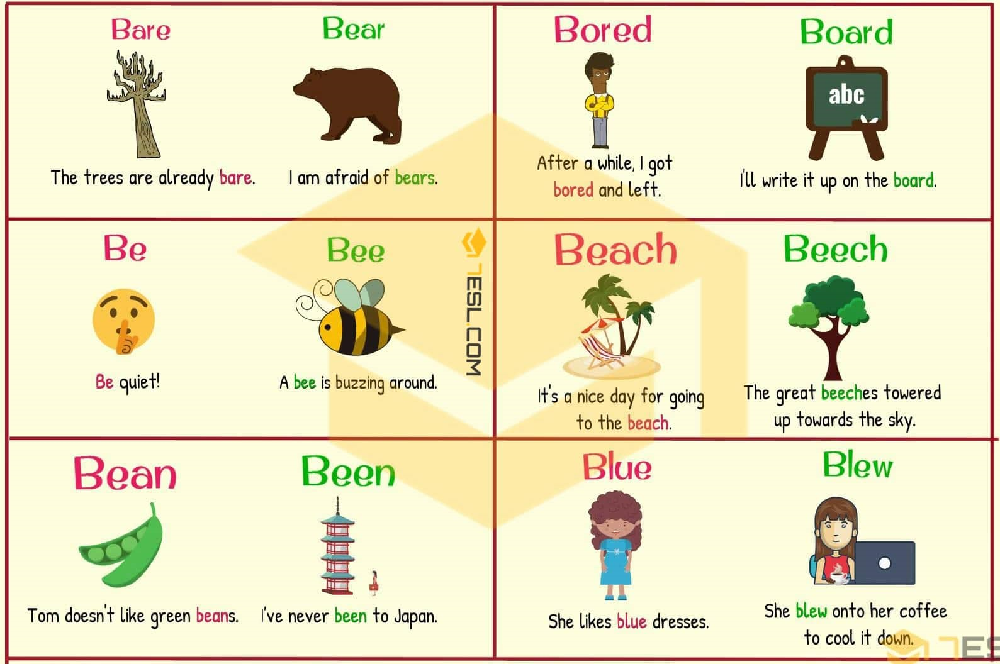 Bare
Bear
The trees are already bare.
I am afraid of bears.
Bored
Board
abc
After a while, I got
bored and left.
I'll write it up on the board.
Be
Bee
Be quiet!
A bee is buzzing around.
7ESL.COM
Beach
Beech
It's a nice day for going
to the beach.
The great beeches towered
up towards the sky.
Bean
Been
Tom doesn't like green beans.
I've never been to Japan.
Blue
Blew
She likes blue dresses.
She blew onto her coffee
to cool it down.
7ES